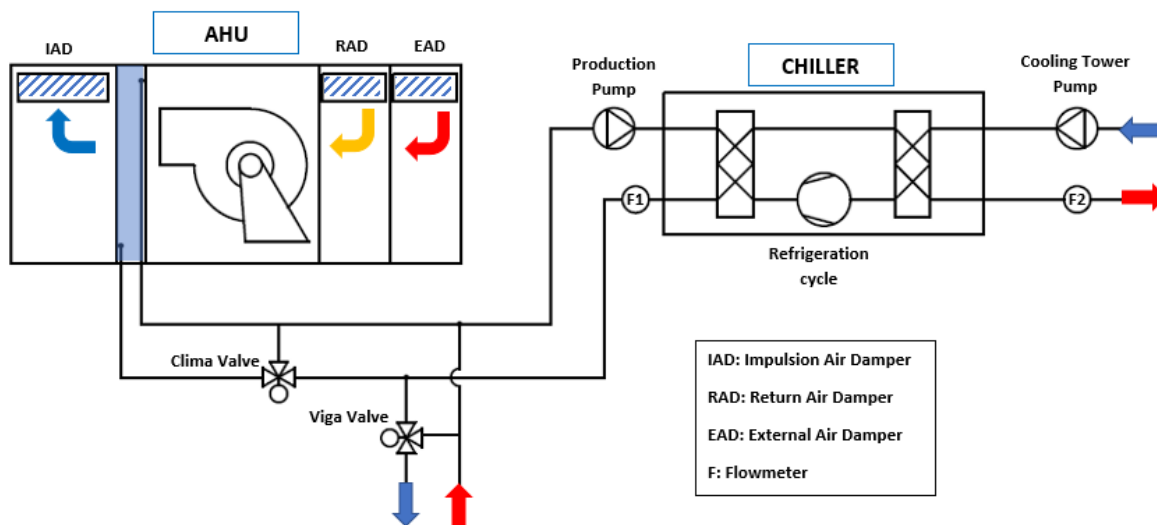 AHU
IAD
RAD
EAD
Production
Pump
CHILLER
Cooling Tower
Pump
F1
F2
Refrigeration
cycle
Clima Valve
Viga Valve
IAD: Impulsion Air Damper
RAD: Return Air Damper
EAD: External Air Damper
F: Flowmeter